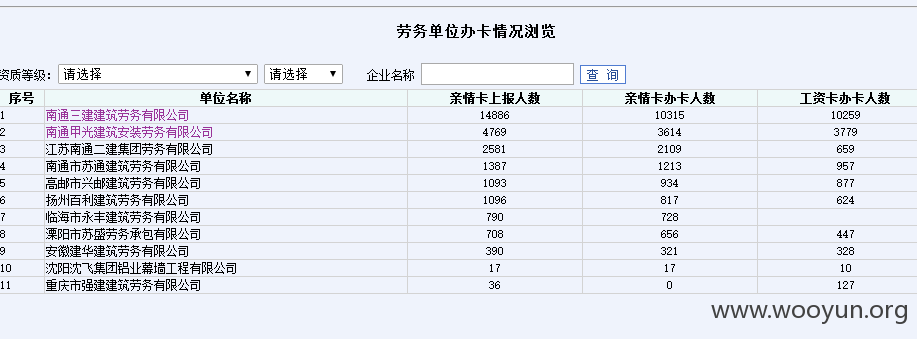 劳务单位办卡情况浏览
资质等级： 请选择 请选择 企业名称 查 询
序号 单位名称 亲情卡上报人数 亲情卡办卡人数 工资卡办卡人数
1 南通三建建筑劳务有限公司 14886 10315 10259
2 南通甲光建筑安装劳务有限公司 4769 3614 3779
3 江苏南通二建集团劳务有限公司 2581 2109 659
4 南通市苏通建筑劳务有限公司 1387 1213 957
5 高邮市兴邮建筑劳务有限公司 1093 934 877
6 扬州百利建筑劳务有限公司 1096 817 624
7 临海市永丰建筑劳务有限公司 790 728
8 溧阳市苏盛劳务承包有限公司 708 656 447
9 安徽建华建筑劳务有限公司 390 321 328
10 沈阳沈飞集团铝业幕墙工程有限公司 17 17 10
11 重庆市强建建筑劳务有限公司 36 0 127
www.wooyun.org